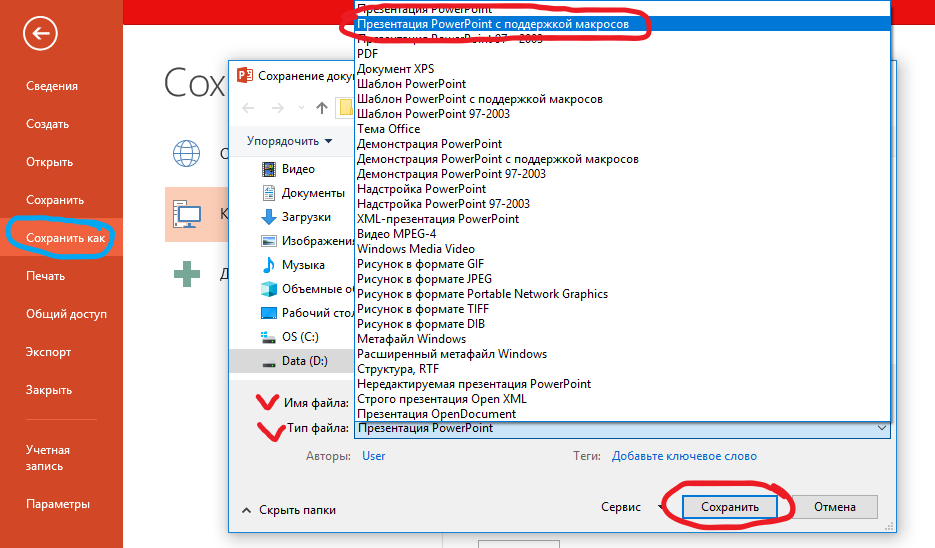 Сведения
Создать
Открыть
Сохранить
Сохранить как
Печать
Общий доступ
Экспорт
Закрыть
Учетная
запись
Параметры
Сох
К
Сохранение доку
Упорядочить
Видео
Документы
Загрузки
Изображени
Музыка
Объемные об
Рабочий стол
OS (C:)
Data (D:)
Презентация PowerPoint
Презентация PowerPoint с поддержкой макросов
Презентация PowerPoint 97-2003
PDF
Документ XPS
Шаблон PowerPoint
Шаблон PowerPoint с поддержкой макросов
Шаблон PowerPoint 97-2003
Тема Office
Демонстрация PowerPoint
Демонстрация PowerPoint с поддержкой макросов
Демонстрация PowerPoint 97-2003
Надстройка PowerPoint
Надстройка PowerPoint 97-2003
XML-презентация PowerPoint
Видео MPEG-4
Windows Media Video
Рисунок в формате GIF
Рисунок в формате JPEG
Рисунок в формате Portable Network Graphics
Рисунок в формате TIFF
Рисунок в формате DIB
Метафайл Windows
Расширенный метафайл Windows
Структура, RTF
Нередактируемая презентация PowerPoint
Строго презентация Open XML
Презентация OpenDocument
Имя файла:
Тип файла: Презентация PowerPoint
Авторы: User Теги: Добавьте ключевое слово
Скрыть папки Сервис Сохранить Отмена